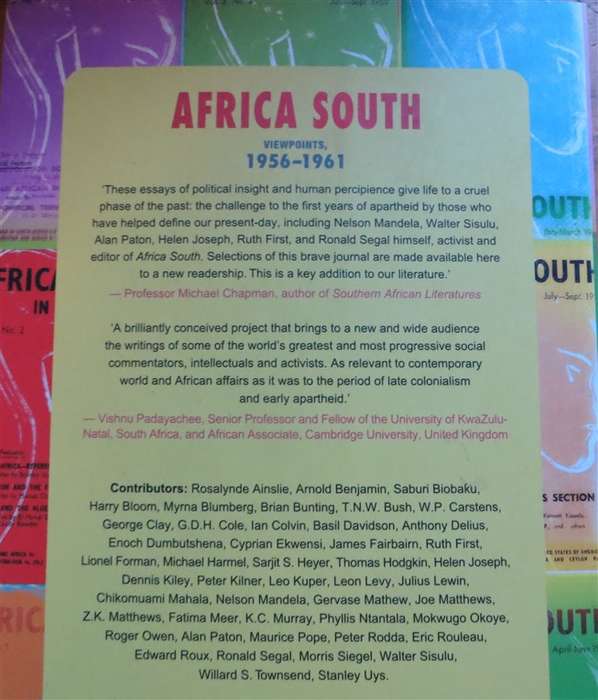 AFRICA SOUTH
VIEWPOINTS,
1956–1961
'These essays of political insight and human percipience give life to a cruel
phase of the past: the challenge to the first years of apartheid by those who
have helped define our present-day, including Nelson Mandela, Walter Sisulu,
Alan Paton, Helen Joseph, Ruth First, and Ronald Segal himself, activist and
editor of Africa South. Selections of this brave journal are made available here
to a new readership. This is a key addition to our literature.'
— Professor Michael Chapman, author of Southern African Literatures
'A brilliantly conceived project that brings to a new and wide audience
the writings of some of the world's greatest and most progressive social
commentators, intellectuals and activists. As relevant to contemporary
world and African affairs as it was to the period of late colonialism
and early apartheid.'
— Vishnu Padayachee, Senior Professor and Fellow of the University of KwaZulu-
Natal, South Africa, and African Associate, Cambridge University, United Kingdom
Contributors: Rosalynde Ainslie, Arnold Benjamin, Saburi Biobaku,
Harry Bloom, Myrna Blumberg, Brian Bunting, T.N.W. Bush, W.P. Carstens,
George Clay, G.D.H. Cole, Ian Colvin, Basil Davidson, Anthony Delius,
Enoch Dumbutshena, Cyprian Ekwensi, James Fairbairn, Ruth First,
Lionel Forman, Michael Harmel, Sarjit S. Heyer, Thomas Hodgkin, Helen Joseph,
Dennis Kiley, Peter Kilner, Leo Kuper, Leon Levy, Julius Lewin,
Chikomuami Mahala, Nelson Mandela, Gervase Mathew, Joe Matthews,
Z.K. Matthews, Fatima Meer, K.C. Murray, Phyllis Ntantala, Mokwugo Okoye,
Roger Owen, Alan Paton, Maurice Pope, Peter Rodda, Eric Rouleau,
Edward Roux, Ronald Segal, Morris Siegel, Walter Sisulu,
Willard S. Townsend, Stanley Uys.
FRIC
IN
No. 2
OUTH
OUTH
July—Sept. 19
S SECTION
RIC
OUTH